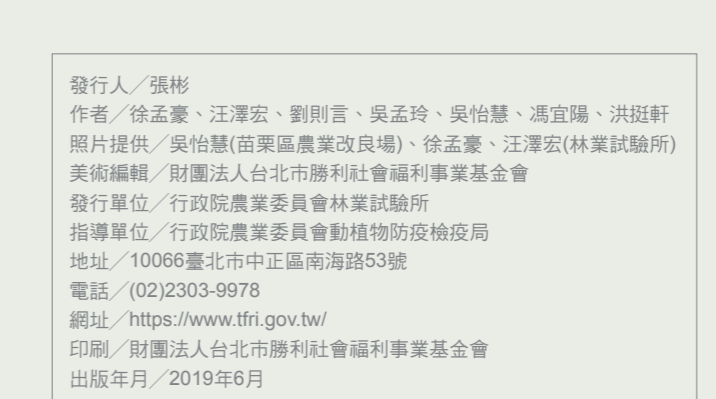 發行人╱張彬
作者╱徐孟豪、汪澤宏、劉則言、吳孟玲、吳怡慧、馮宜陽、洪挺軒
照片提供╱吳怡慧(苗栗區農業改良場)、徐孟豪、汪澤宏(林業試驗所)
美術編輯╱財團法人台北市勝利社會福利事業基金會
發行單位╱行政院農業委員會林業試驗所
指導單位╱行政院農業委員會動植物防疫檢疫局
地址╱10066臺北市中正區南海路53號
電話╱(02)2303-9978
網址╱https://www.tfri.gov.tw/
印刷╱財團法人台北市勝利社會福利事業基金會
出版年月╱2019年6月